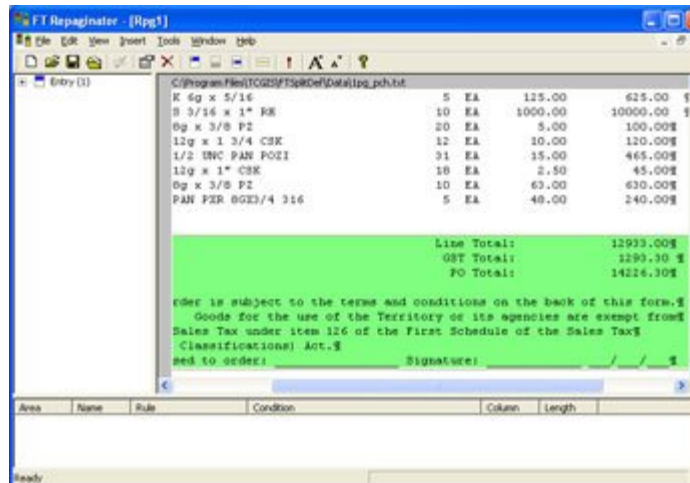 FT Repaginator - [Rpg1]
File Edit View Insert Tools Window Help
Entry (1)
C:\Program Files\TCG2S\FTSplitDef\Data\1pg_pch.txt
K 6g x 5/16 5 EA 125.00 625.00 ¶
S 3/16 x 1" RH 10 EA 1000.00 10000.00 ¶
8g x 3/8 PZ 20 EA 5.00 100.00¶
12g x 1 3/4 CSK 12 EA 10.00 120.00¶
1/2 UNC PAN POZI 31 EA 15.00 465.00¶
12g x 1" CSK 18 EA 2.50 45.00¶
8g x 3/8 PZ 10 EA 63.00 630.00¶
PAN PZR 8GX3/4 316 5 EA 48.00 240.00¶
Line Total: 12933.00¶
GST Total: 1293.30 ¶
PO Total: 14226.30¶
rder is subject to the terms and conditions on the back of this form.¶
Goods for the use of the Territory or its agencies are exempt from¶
Sales Tax under item 126 of the First Schedule of the Sales Tax¶
Classifications) Act.¶
sed to order: _______________ Signature: ___________ __/__/__¶
Area Name Rule Condition Column Length
Ready